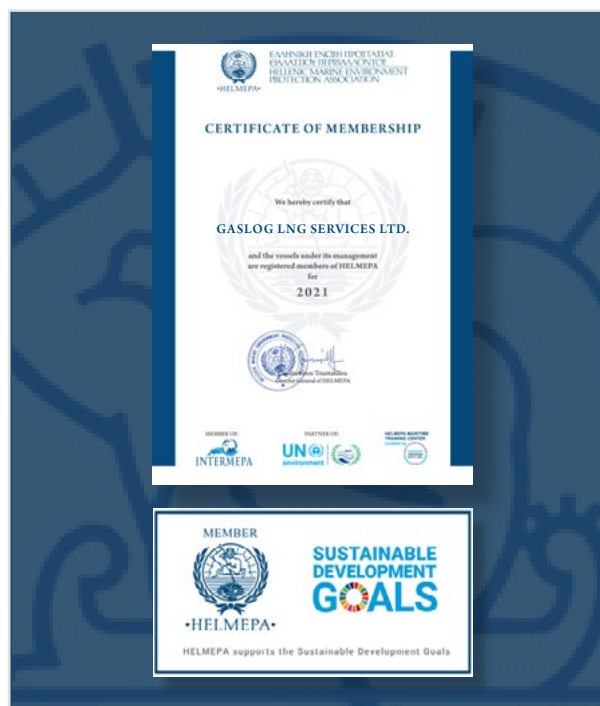 ΕΛΛΗΝΙΚΗ ΕΝΩΣΗ ΠΡΟΣΤΑΣΙΑΣ
ΘΑΛΑΣΣΙΟΥ ΠΕΡΙΒΑΛΛΟΝΤΟΣ
HELLENIC MARINE ENVIRONMENT
PROTECTION ASSOCIATION
•HELMEPA•
CERTIFICATE OF MEMBERSHIP
We hereby certify that
GASLOG LNG SERVICES LTD.
and the vessels under its management
are registered members of HELMEPA
for
2021
Triantafillou
Director General of HELMEPA
MEMBER OF:
INTERMEPA
PARTNER OF:
UN
environment
HELMEPA MARITIME
TRAINING CENTER
Certified by
MEMBER
•HELMEPA•
SUSTAINABLE
DEVELOPMENT
GOALS
HELMEPA supports the Sustainable Development Goals